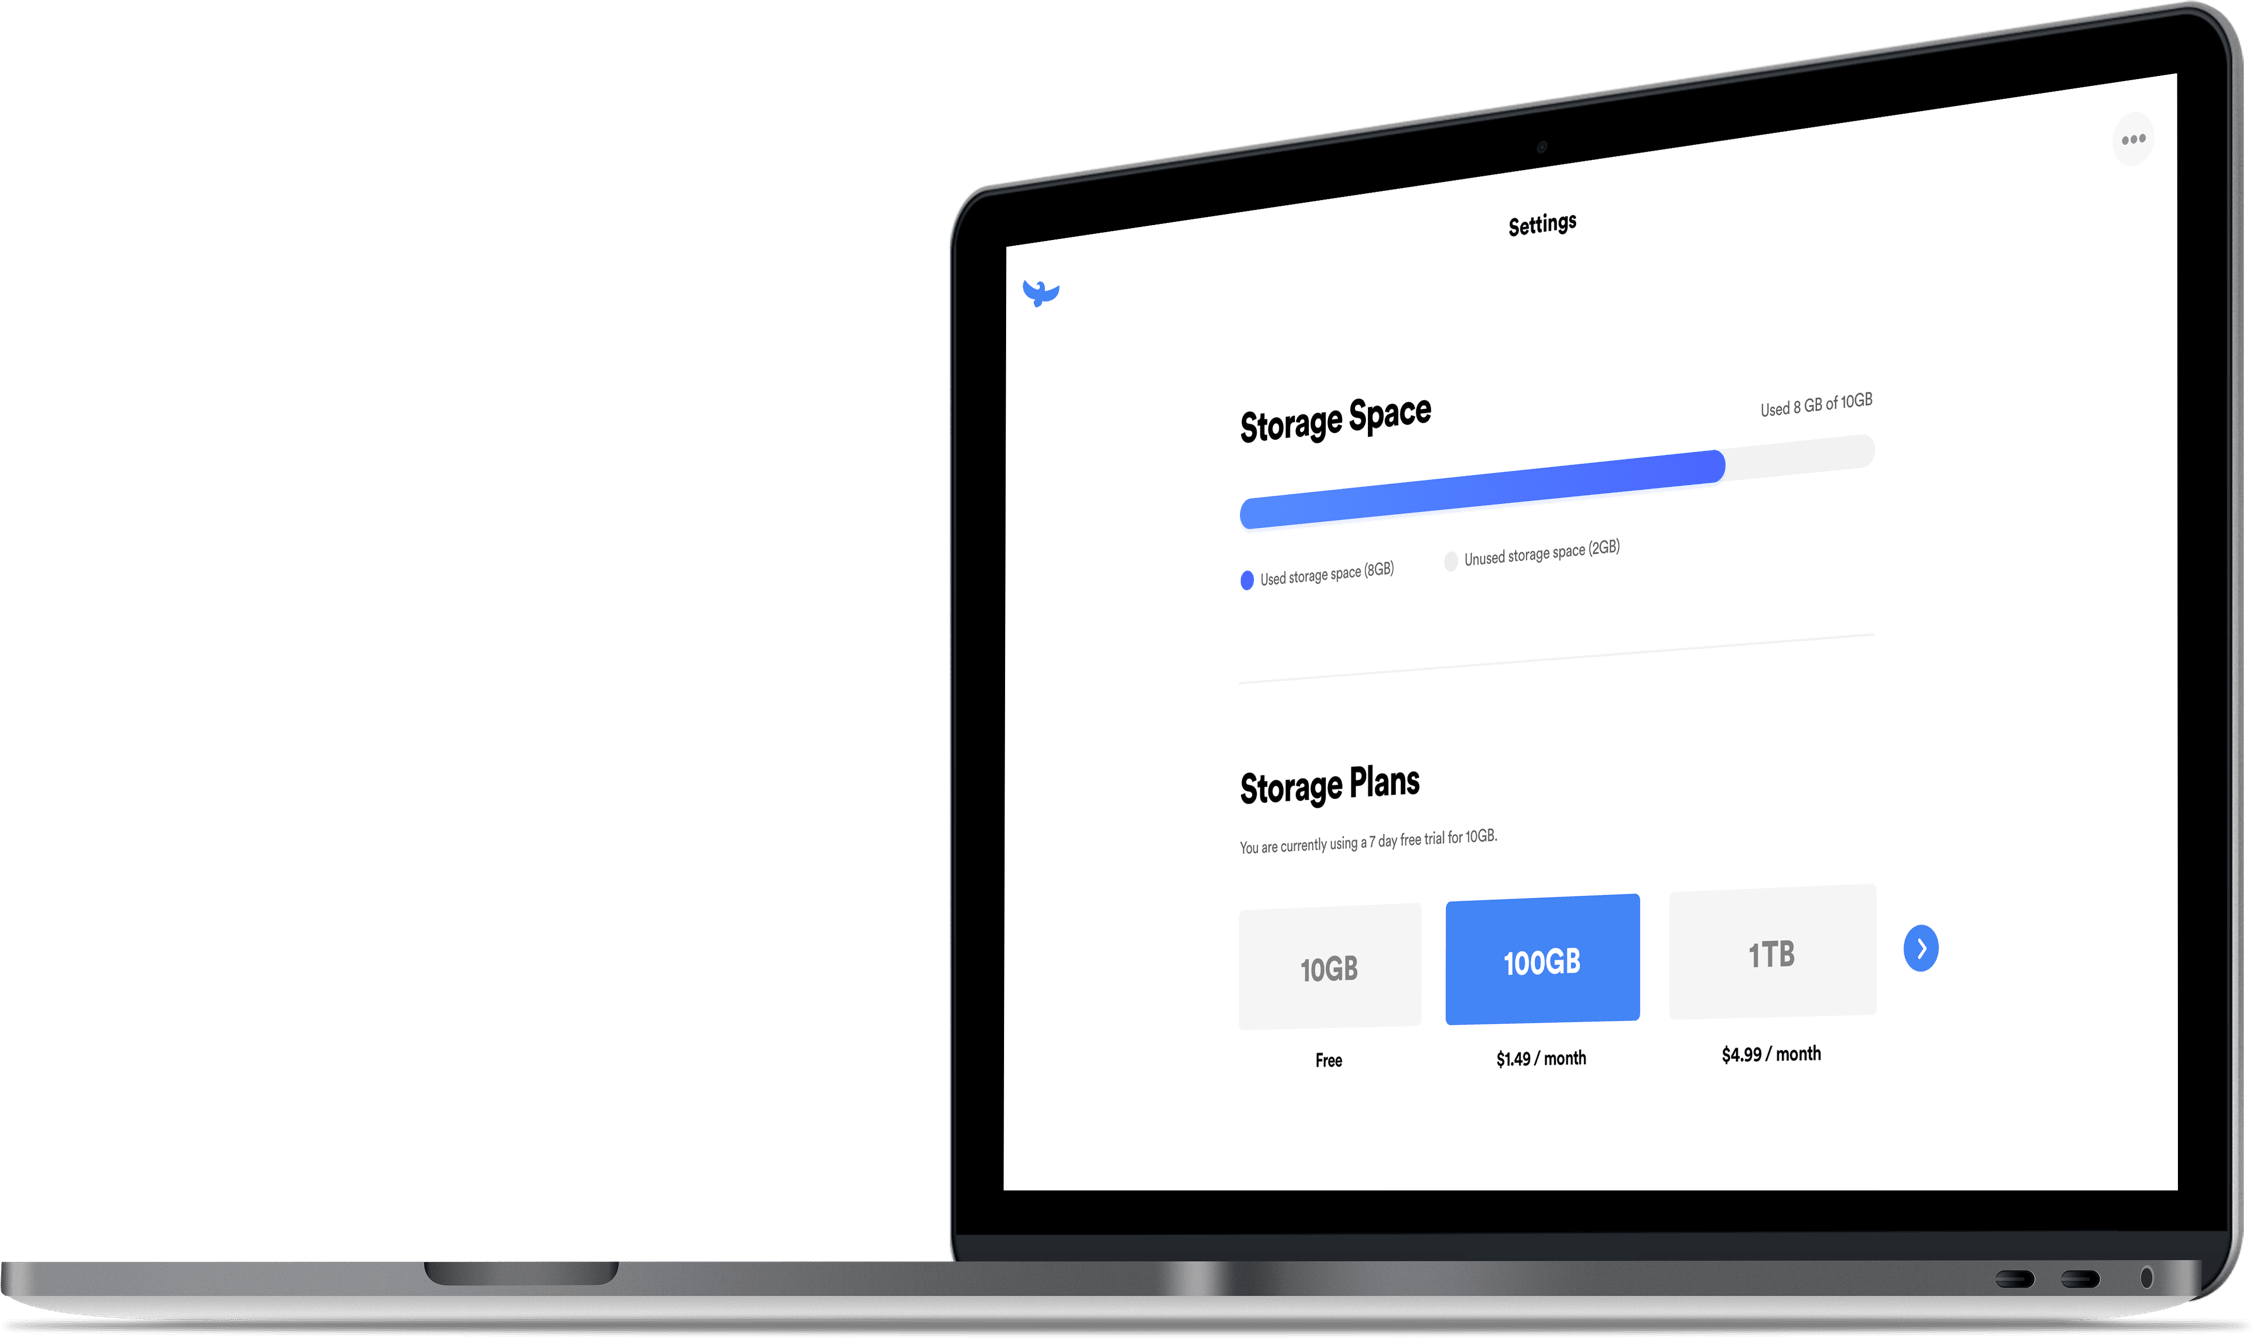 Settings
Storage Space
Used 8 GB of 10GB
Used storage space (8GB)
Unused storage space (2GB)
Storage Plans
You are currently using a 7 day free trial for 10GB.
10GB
100GB
1TB
Free
$1.49 / month
$4.99 / month